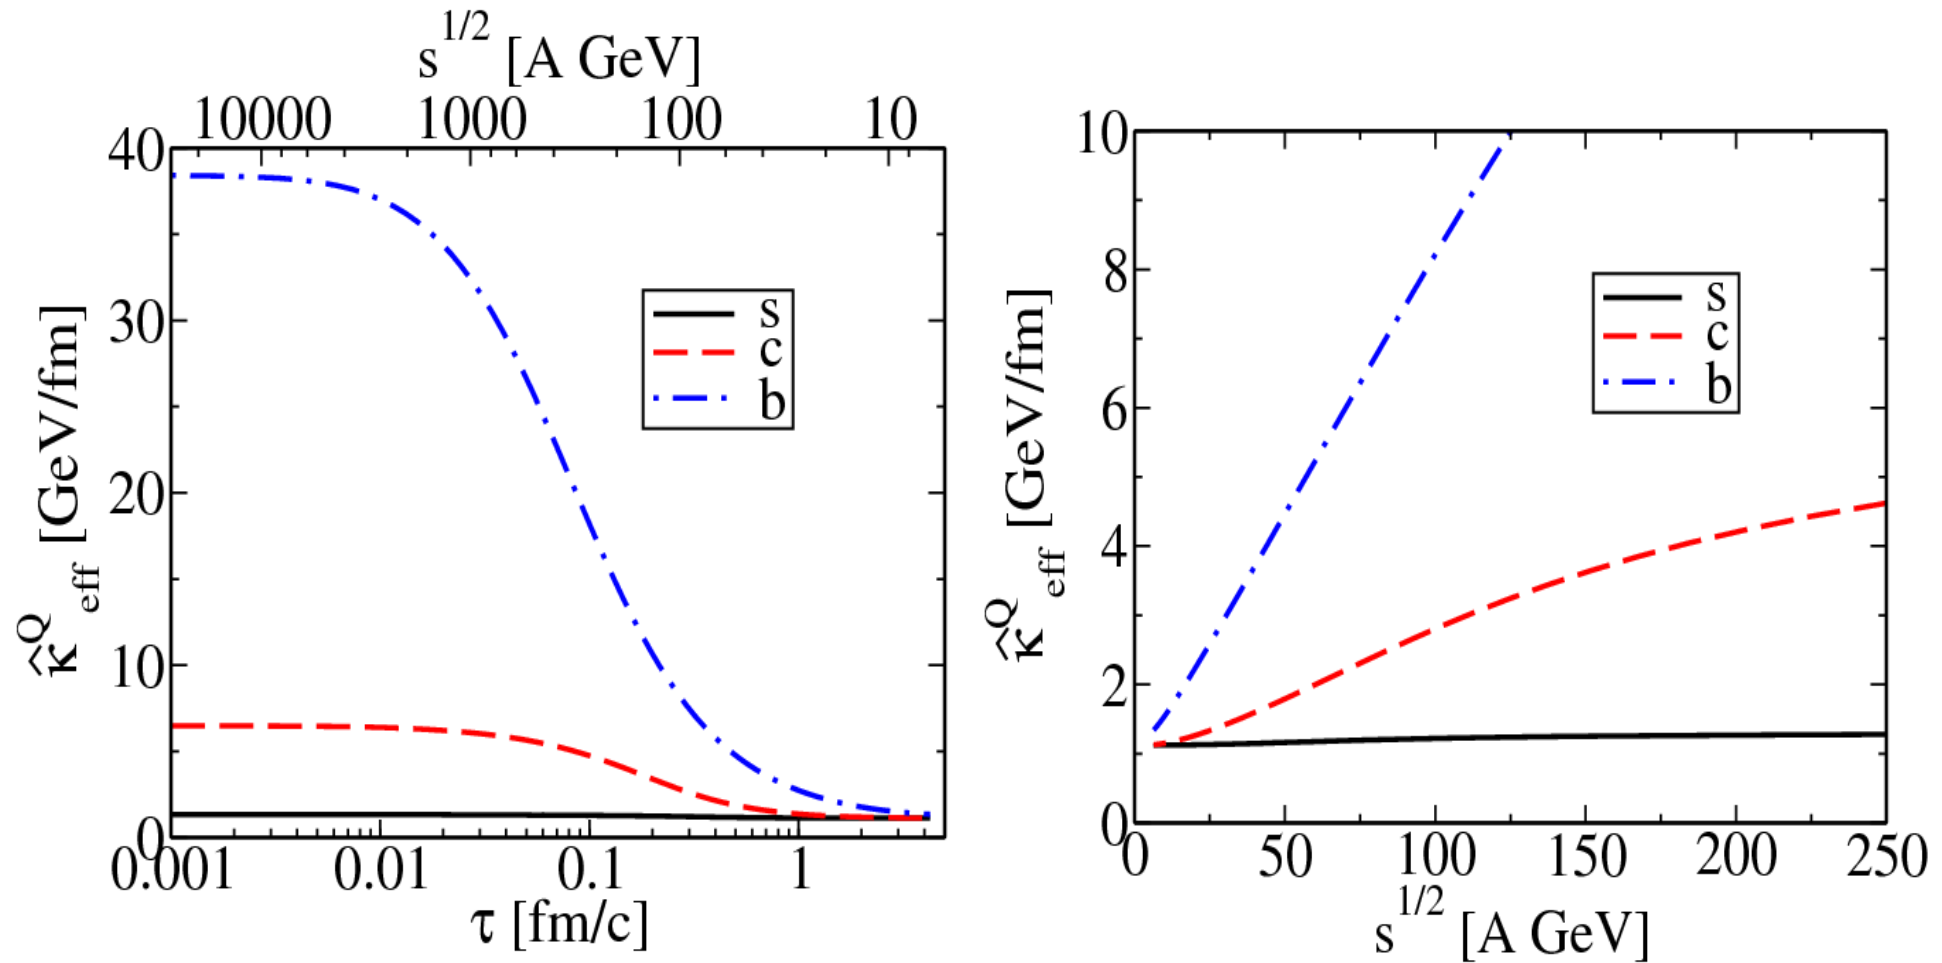 s^1/2 [A GeV]
10000 1000 100 10
40
30
20
10
0
κ̂^Q_eff [GeV/fm]
s
c
b
0.001 0.01 0.1 1
τ [fm/c]
10
8
6
4
2
0
κ̂^Q_eff [GeV/fm]
s
c
b
0 50 100 150 200 250
s^1/2 [A GeV]